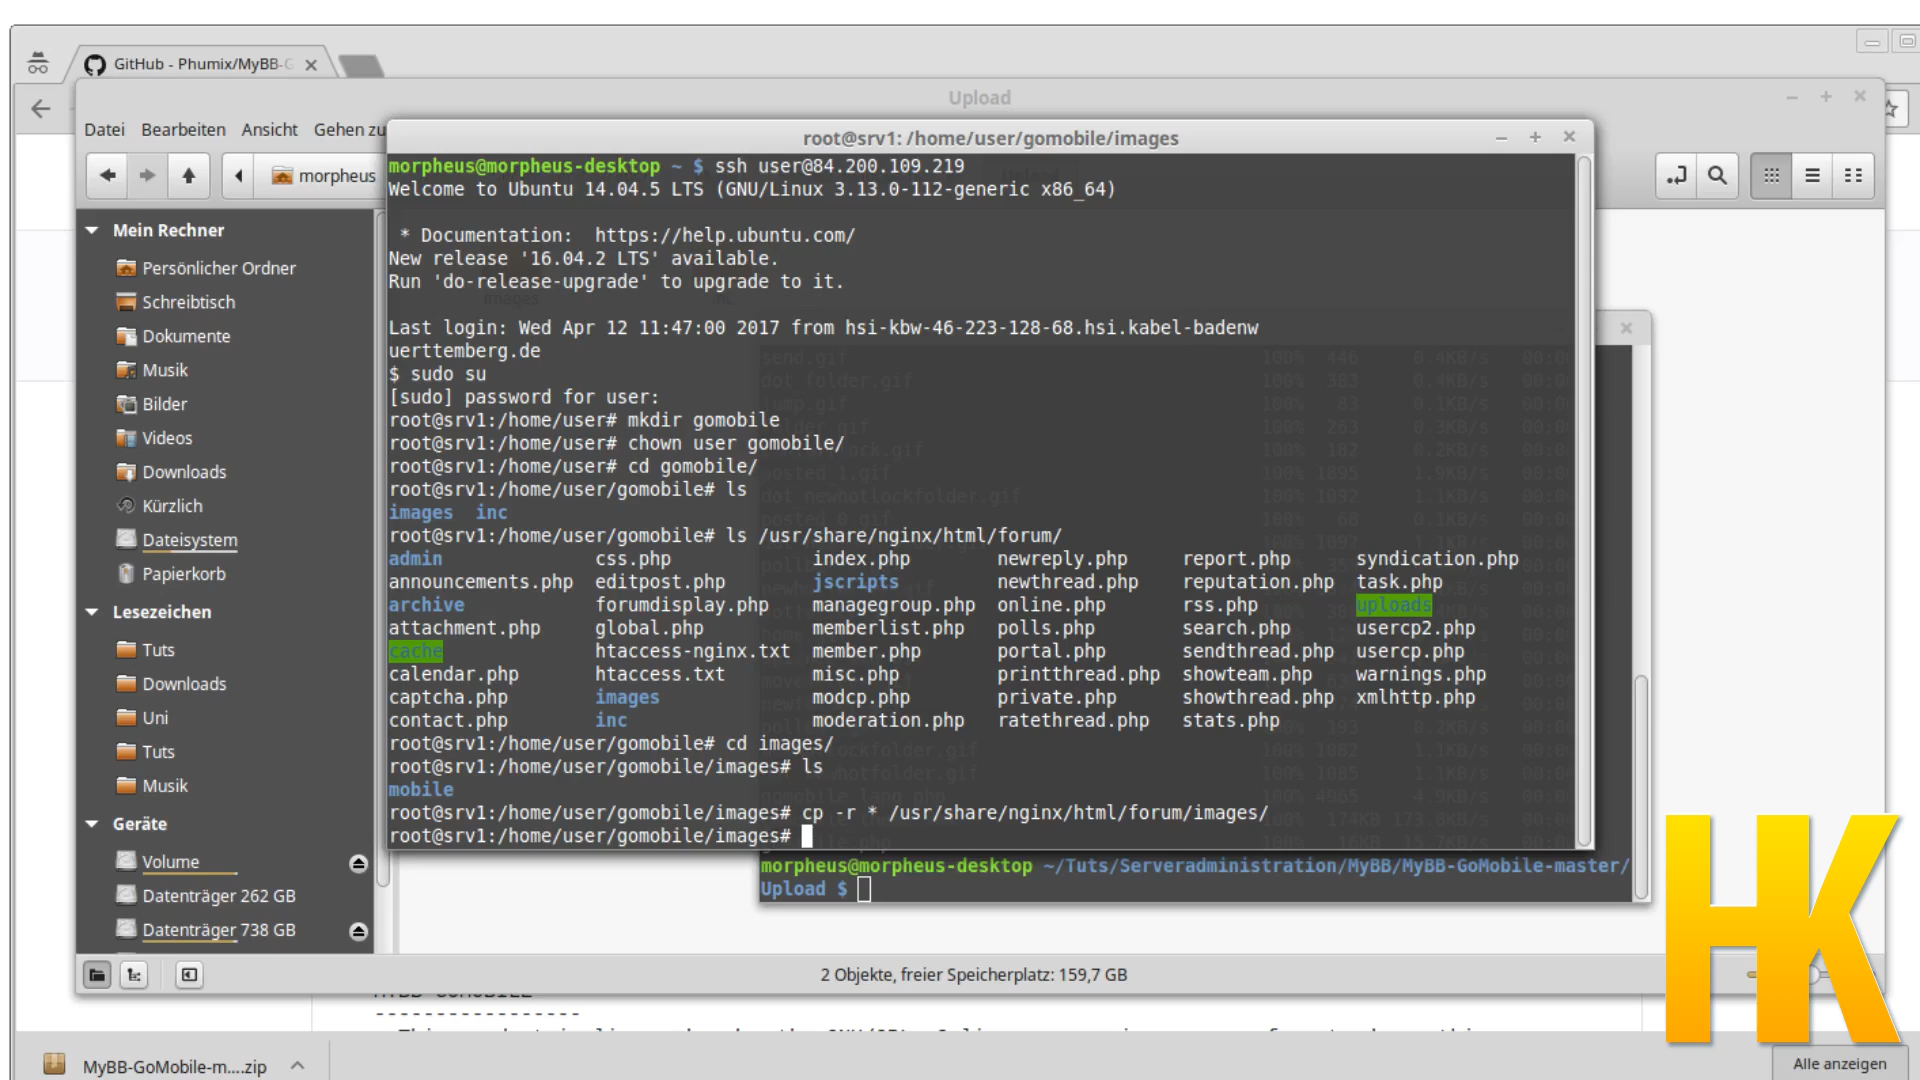 GitHub - Phumix/MyBB-G
Upload
Datei Bearbeiten Ansicht Gehen zu
morpheus
Mein Rechner
Persönlicher Ordner
Schreibtisch
Dokumente
Musik
Bilder
Videos
Downloads
Kürzlich
Dateisystem
Papierkorb
Lesezeichen
Tuts
Downloads
Uni
Tuts
Musik
Geräte
Volume
Datenträger 262 GB
Datenträger 738 GB
root@srv1: /home/user/gomobile/images
morpheus@morpheus-desktop ~ $ ssh user@84.200.109.219
Welcome to Ubuntu 14.04.5 LTS (GNU/Linux 3.13.0-112-generic x86_64)
* Documentation: https://help.ubuntu.com/
New release '16.04.2 LTS' available.
Run 'do-release-upgrade' to upgrade to it.
Last login: Wed Apr 12 11:47:00 2017 from hsi-kbw-46-223-128-68.hsi.kabel-badenw
uerttemberg.de
$ sudo su
[sudo] password for user:
root@srv1:/home/user# mkdir gomobile
root@srv1:/home/user# chown user gomobile/
root@srv1:/home/user# cd gomobile/
root@srv1:/home/user/gomobile# ls
images inc
root@srv1:/home/user/gomobile# ls /usr/share/nginx/html/forum/
admin css.php index.php newreply.php report.php syndication.php
announcements.php editpost.php jscripts newthread.php reputation.php task.php
archive forumdisplay.php managegroup.php online.php rss.php uploads
attachment.php global.php memberlist.php polls.php search.php usercp2.php
cache htaccess-nginx.txt member.php portal.php sendthread.php usercp.php
calendar.php htaccess.txt misc.php printthread.php showteam.php warnings.php
captcha.php images modcp.php private.php showthread.php xmlhttp.php
contact.php inc moderation.php ratethread.php stats.php
root@srv1:/home/user/gomobile# cd images/
root@srv1:/home/user/gomobile/images# ls
mobile
root@srv1:/home/user/gomobile/images# cp -r * /usr/share/nginx/html/forum/images/
root@srv1:/home/user/gomobile/images#
morpheus@morpheus-desktop ~/Tuts/Serveradministration/MyBB/MyBB-GoMobile-master/
Upload $
2 Objekte, freier Speicherplatz: 159,7 GB
-----------------
HK
MyBB-GoMobile-m....zip
Alle anzeigen